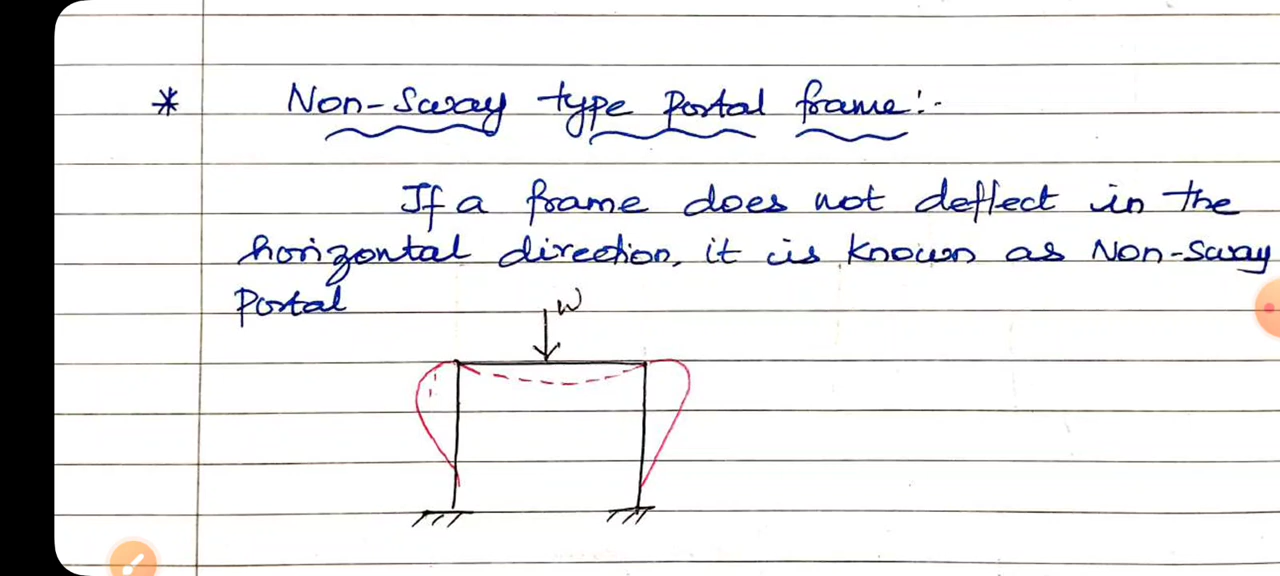 * Non-Sway type Portal frame:-
If a frame does not deflect in the
horizontal direction, it is known as Non-Sway
Portal
W